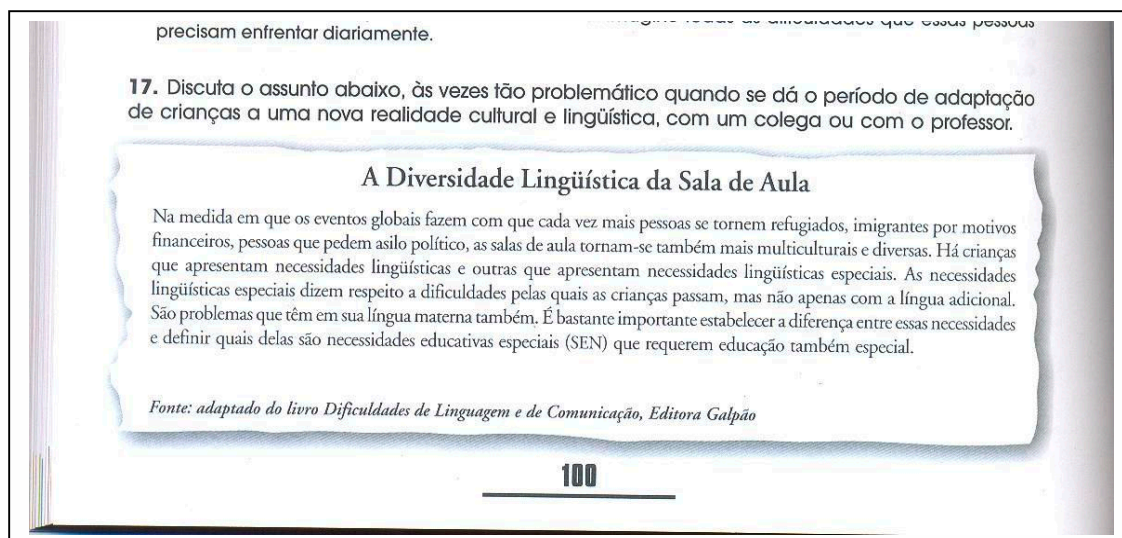 que essas pessoas
precisam enfrentar diariamente.
17. Discuta o assunto abaixo, às vezes tão problemático quando se dá o período de adaptação
de crianças a uma nova realidade cultural e lingüística, com um colega ou com o professor.
A Diversidade Lingüística da Sala de Aula
Na medida em que os eventos globais fazem com que cada vez mais pessoas se tornem refugiados, imigrantes por motivos
financeiros, pessoas que pedem asilo político, as salas de aula tornam-se também mais multiculturais e diversas. Há crianças
que apresentam necessidades lingüísticas e outras que apresentam necessidades lingüísticas especiais. As necessidades
lingüísticas especiais dizem respeito a dificuldades pelas quais as crianças passam, mas não apenas com a língua adicional.
São problemas que têm em sua língua materna também. É bastante importante estabelecer a diferença entre essas necessidades
e definir quais delas são necessidades educativas especiais (SEN) que requerem educação também especial.
Fonte: adaptado do livro Dificuldades de Linguagem e de Comunicação, Editora Galpão
100